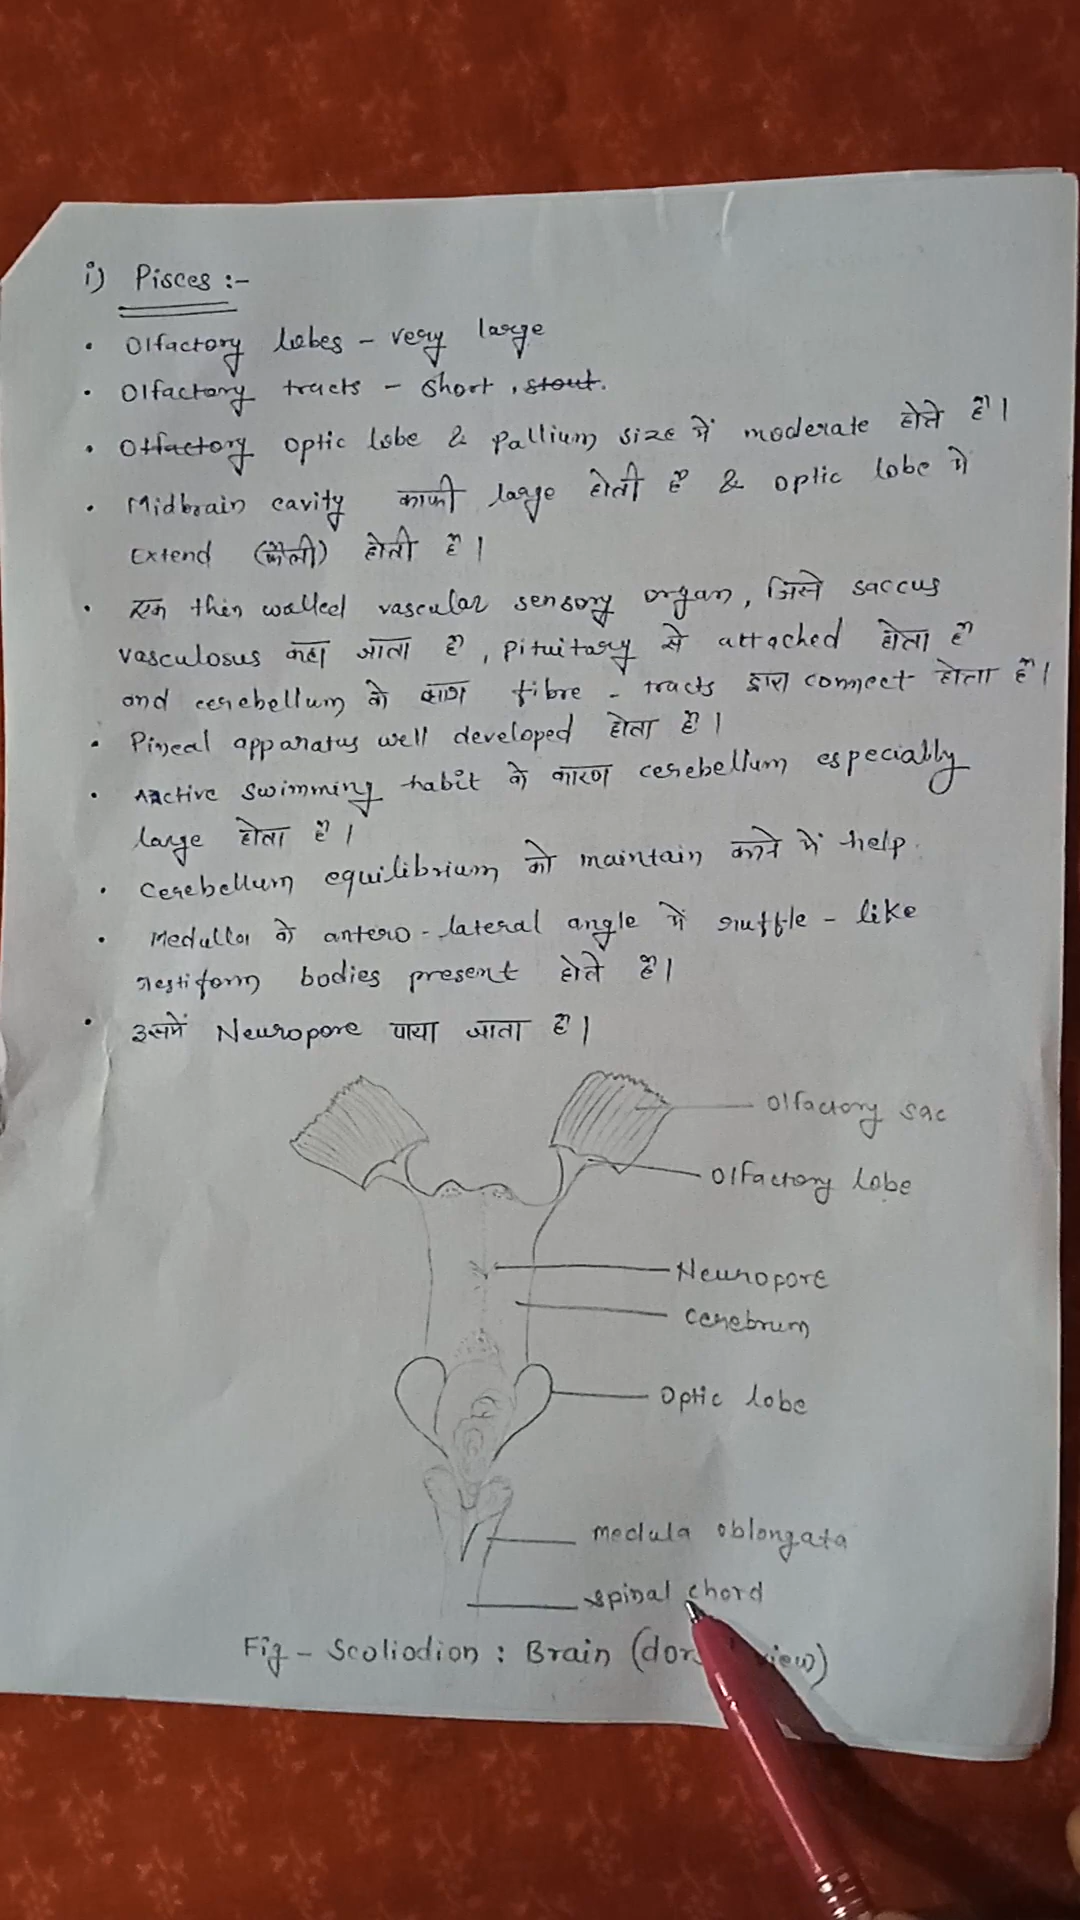 i) Pisces :-
• Olfactory lobes - very large
• Olfactory tracts - short, stout.
• Olfactory optic lobe & pallium size में moderate होते हैं।
• Midbrain cavity काफी large होती है & optic lobe मे
Extend (फैली) होती है।
• एक thin walled vascular sensory organ, जिसे saccus
vasculosus कहा जाता है, pituitary से attached होता है
and cerebellum के साथ fibre - tracts द्वारा connect होता है।
• Pineal apparatus well developed होता है।
• Active swimming habit के कारण cerebellum especially
large होता है।
• Cerebellum equilibrium को maintain करने में help.
• Medulla के antero-lateral angle में ruffle-like
restiform bodies present होते हैं।
• उसमें Neuropore पाया जाता है।
Olfactory sac
Olfactory lobe
Neuropore
Cerebrum
Optic lobe
medula oblongata
spinal chord
Fig - Scoliodion : Brain (dor view)